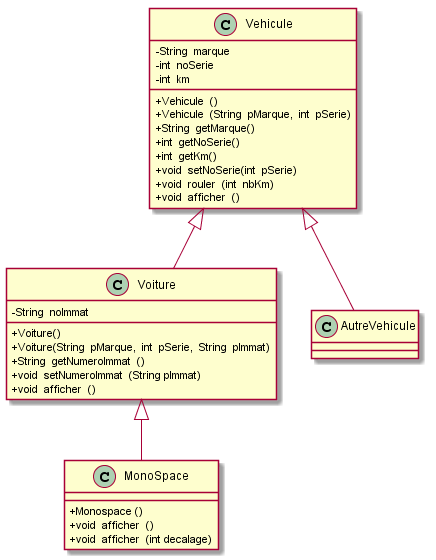 C Vehicule
-String marque
-int noSerie
-int km
+Vehicule ()
+Vehicule (String pMarque, int pSerie)
+String getMarque()
+int getNoSerie()
+int getKm()
+void setNoSerie(int pSerie)
+void rouler (int nbKm)
+void afficher ()
C Voiture
-String noImmat
+Voiture()
+Voiture(String pMarque, int pSerie, String pImmat)
+String getNumeroImmat ()
+void setNumeroImmat (String pImmat)
+void afficher ()
C AutreVehicule
C MonoSpace
+Monospace ()
+void afficher ()
+void afficher (int decalage)